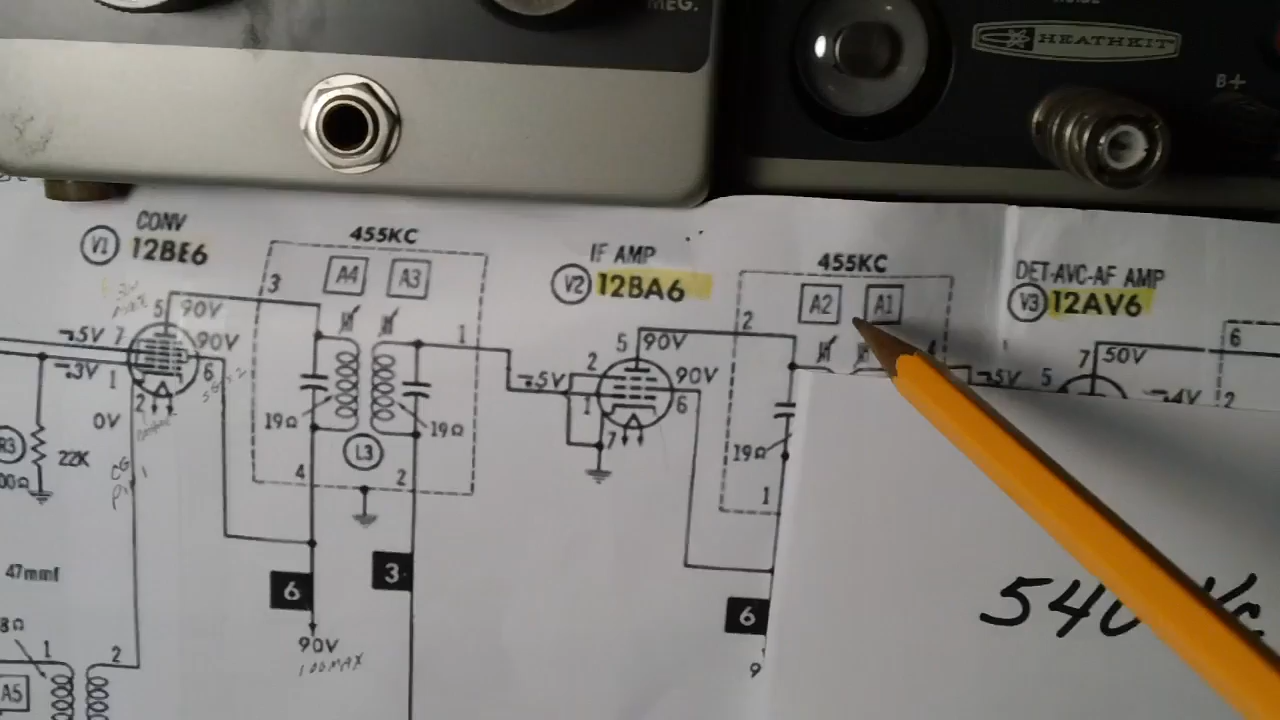 MEG.
HEATHKIT
B+
CONV
V1 12BE6
455KC
A4 A3
3
1
5 90V
-.5V 7
90V
-.3V
1
6
2
0V
R3
22K
19Ω
19Ω
L3
4
2
47mmf
6
3
90V
100 MAX
8Ω
1
2
A5
IF AMP
V2 12BA6
5 90V
2
-.5V
1
90V
6
7
455KC
A2 A1
2
4
19Ω
1
6
DET-AVC-AF AMP
V3 12AV6
7 50V
-.5V 5
-.4V
6
2
540